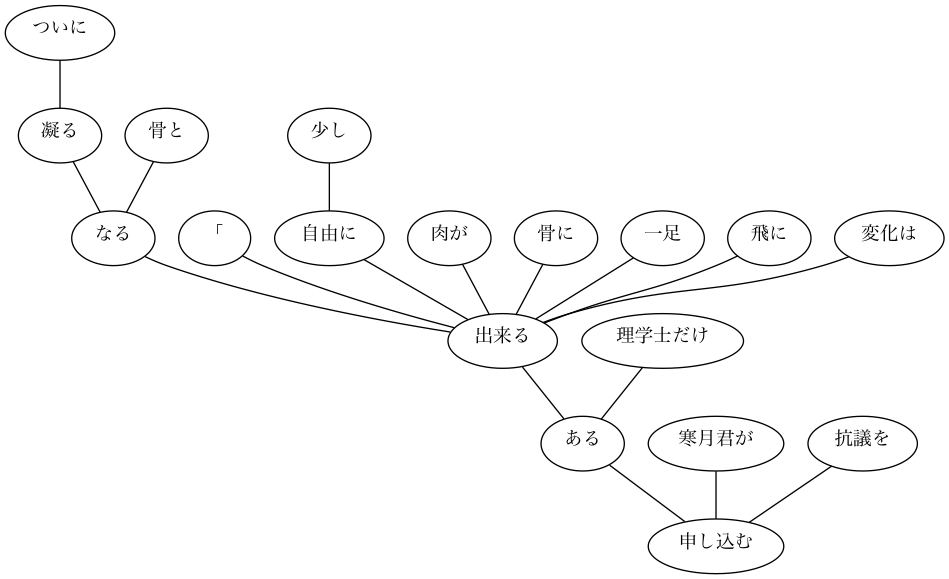 ついに
凝る
骨と
少し
なる
「
自由に
肉が
骨に
一足
飛に
変化は
出来る
理学士だけ
ある
寒月君が
抗議を
申し込む